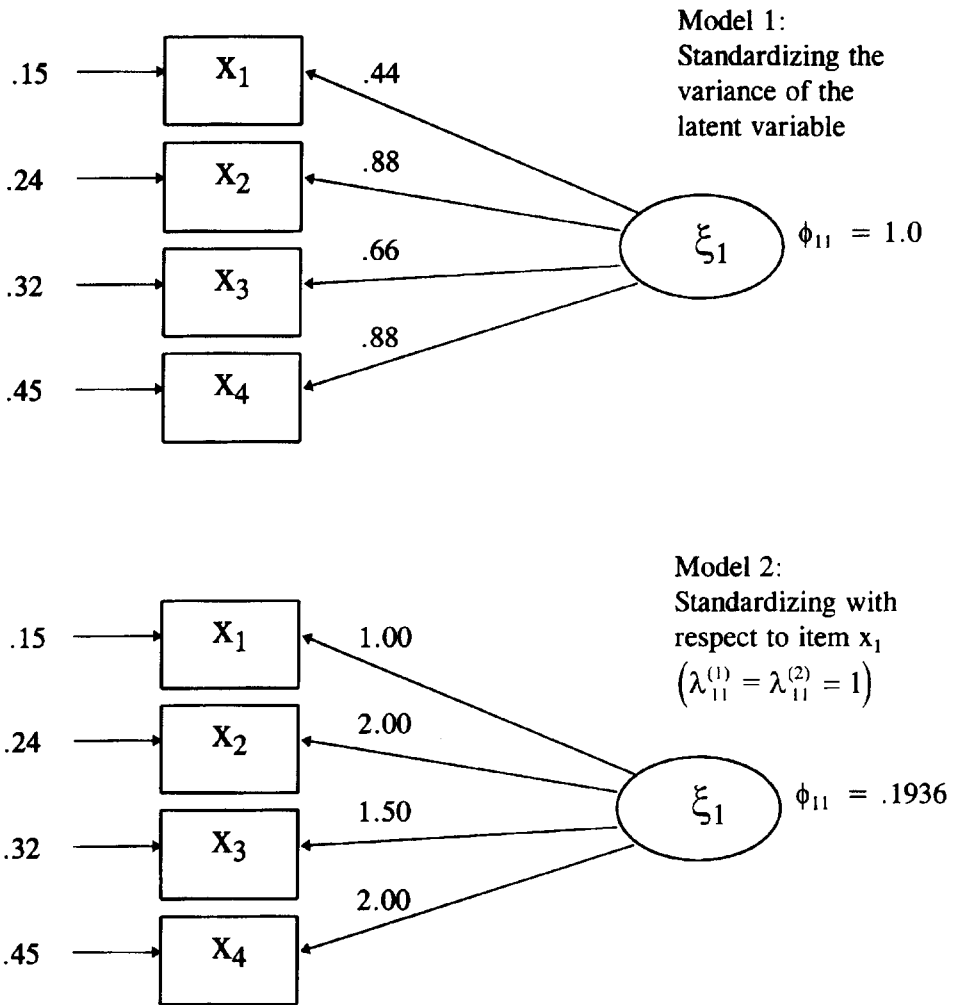 Model 1:
Standardizing the
variance of the
latent variable
.15
X₁
.44
.24
X₂
.88
.32
X₃
.66
.45
X₄
.88
ξ₁
ϕ₁₁ = 1.0
Model 2:
Standardizing with
respect to item x₁
(λ₁₁⁽¹⁾ = λ₁₁⁽²⁾ = 1)
.15
X₁
1.00
.24
X₂
2.00
.32
X₃
1.50
.45
X₄
2.00
ξ₁
ϕ₁₁ = .1936